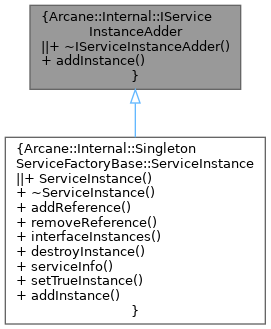 {Arcane::Internal::IService
InstanceAdder
||+ ~IServiceInstanceAdder()
+ addInstance()
}
{Arcane::Internal::Singleton
ServiceFactoryBase::ServiceInstance
||+ ServiceInstance()
+ ~ServiceInstance()
+ addReference()
+ removeReference()
+ interfaceInstances()
+ destroyInstance()
+ serviceInfo()
+ setTrueInstance()
+ addInstance()
}